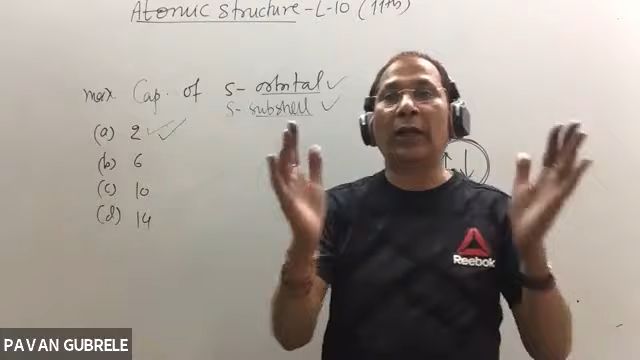 Atomic Structure-L-10 (11th)
max. Cap. of s-orbital ✓
s-subshell ✓
(a) 2 ✓✓
(b) 6
(c) 10
(d) 14
↑ ↓
Reebok
PAVAN GUBRELE